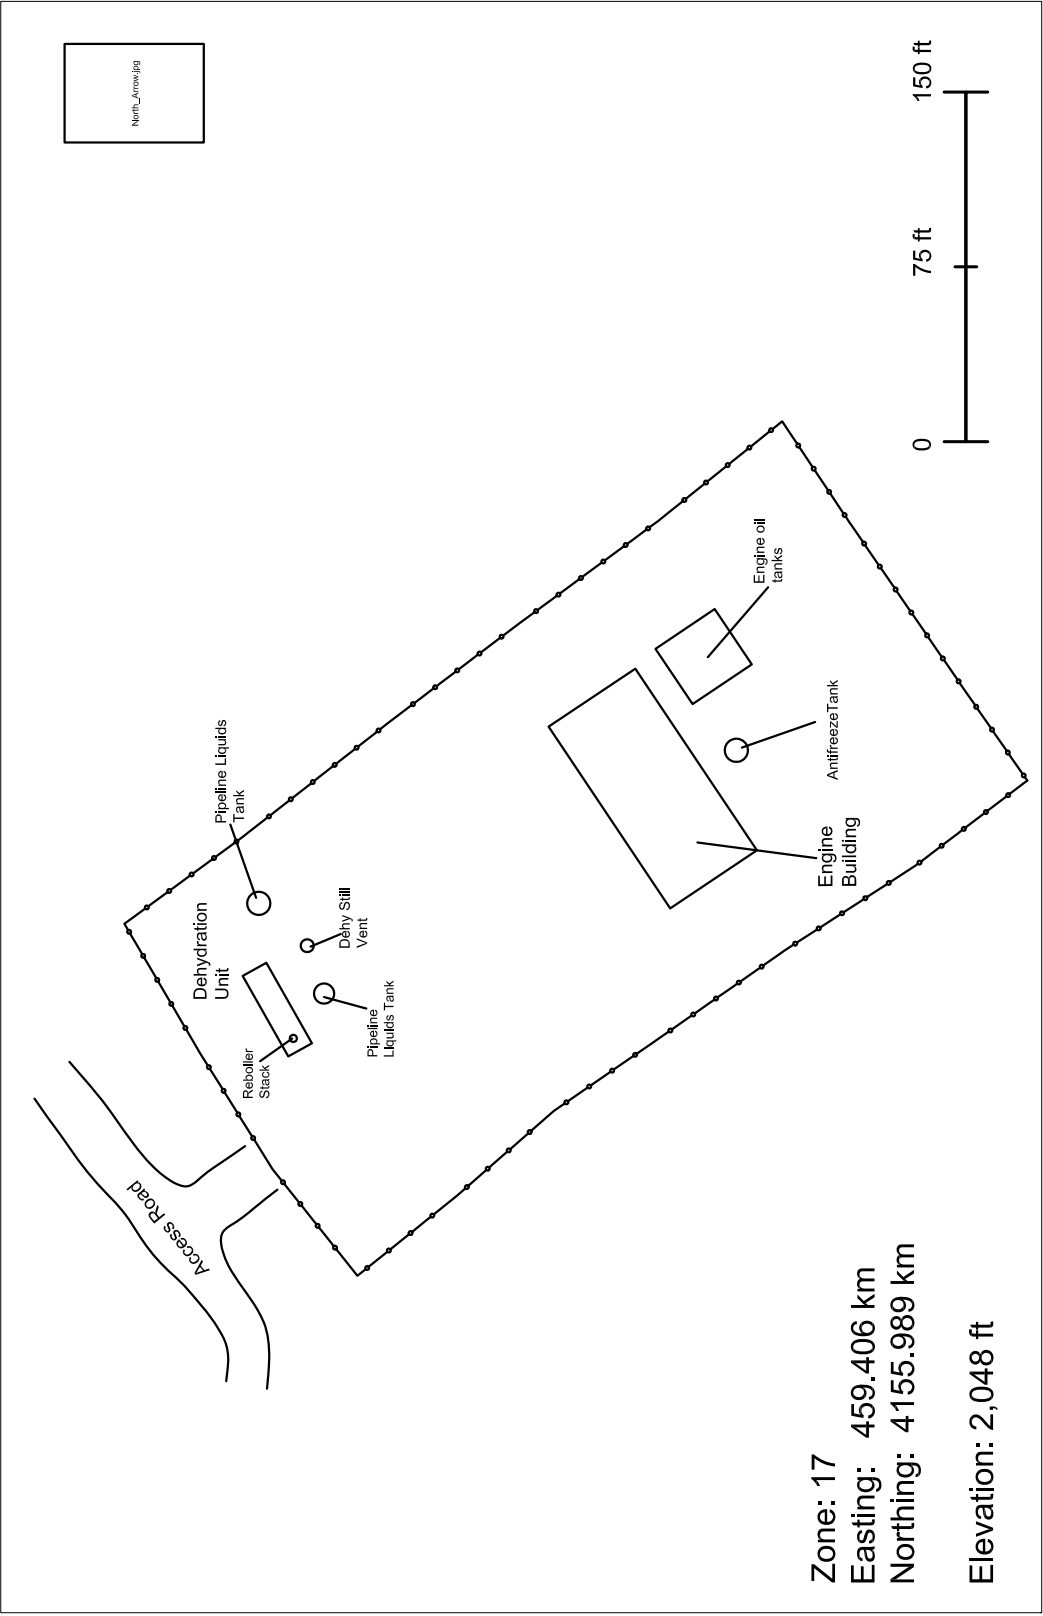 North_Arrow.jpg
Access Road
Dehydration
Unit
Pipeline Liquids
Tank
Reboiler
Stack
Dehy Still
Vent
Pipeline
LIquids Tank
Engine oil
tanks
AntifreezeTank
Engine
Building
0
75 ft
150 ft
Zone: 17
Easting: 459.406 km
Northing: 4155.989 km
Elevation: 2,048 ft